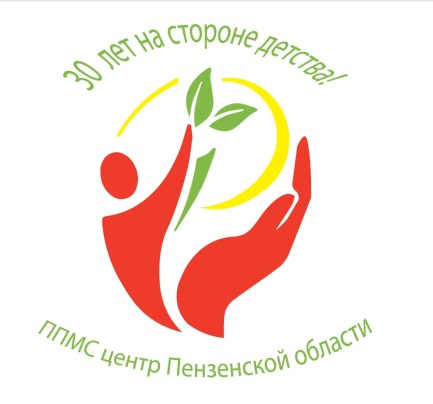 30 лет на стороне детства!
ППМС центр Пензенской области